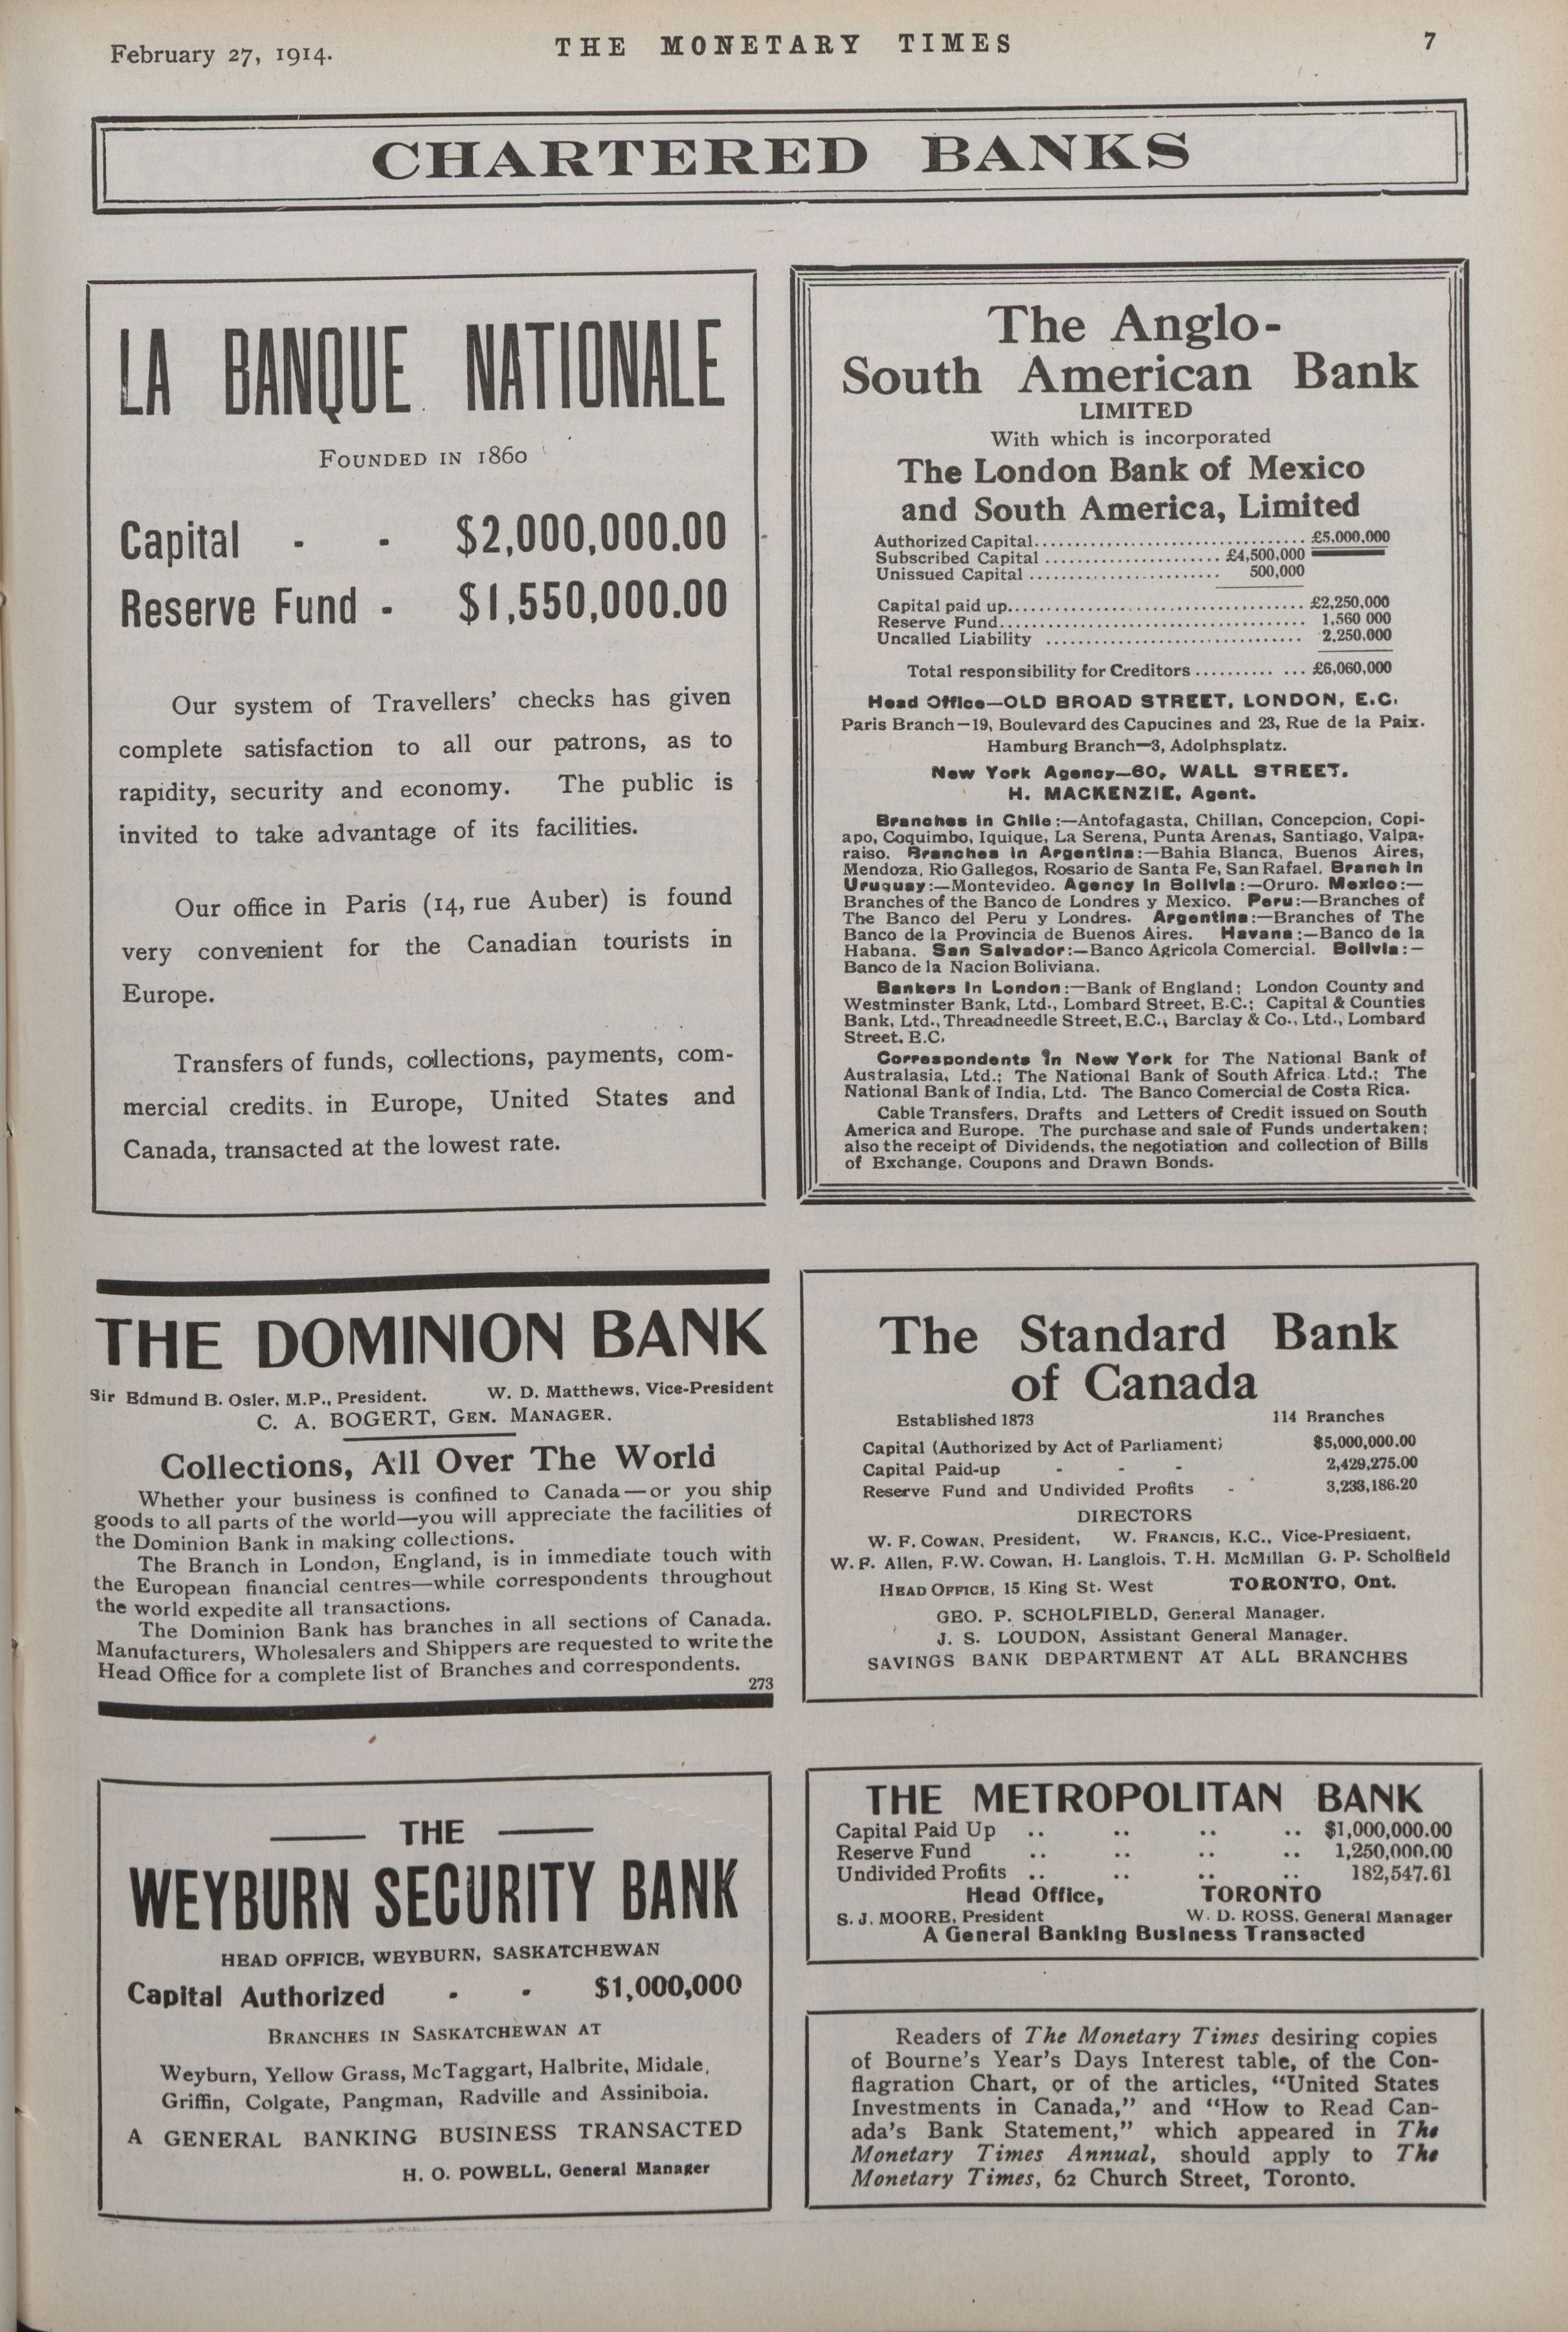 February 27, 1914.
THE MONETARY TIMES
7
CHARTERED BANKS
LA BANQUE NATIONALE
FOUNDED IN 1860
Capital - - $2,000,000.00
Reserve Fund - $1,550,000.00
Our system of Travellers' checks has given
complete satisfaction to all our patrons, as to
rapidity, security and economy. The public is
invited to take advantage of its facilities.
Our office in Paris (14, rue Auber) is found
very convenient for the Canadian tourists in
Europe.
Transfers of funds, collections, payments, com-
mercial credits. in Europe, United States and
Canada, transacted at the lowest rate.
The Anglo-
South American Bank
LIMITED
With which is incorporated
The London Bank of Mexico
and South America, Limited
Authorized Capital.............................. £5,000,000
Subscribed Capital ...................... £4,500,000
Unissued Capital ........................ 500,000
Capital paid up................................... £2,250,000
Reserve Fund.................................... 1,560 000
Uncalled Liability ............................... 2,250,000
Total responsibility for Creditors .......... ... £6,060,000
Head Office—OLD BROAD STREET, LONDON, E.C.
Paris Branch—19, Boulevard des Capucines and 23, Rue de la Paix.
Hamburg Branch—3, Adolphsplatz.
New York Agency—60, WALL STREET.
H. MACKENZIE, Agent.
Branches in Chile:—Antofagasta, Chillan, Concepcion, Copi-
apo, Coquimbo, Iquique, La Serena, Punta Arenas, Santiago, Valpa-
raiso. Branches in Argentina:—Bahia Blanca, Buenos Aires,
Mendoza, Rio Gallegos, Rosario de Santa Fe, San Rafael. Branch in
Uruguay:—Montevideo. Agency in Bolivia:—Oruro. Mexico:—
Branches of the Banco de Londres y Mexico. Peru:—Branches of
The Banco del Peru y Londres. Argentina:—Branches of The
Banco de la Provincia de Buenos Aires. Havana:—Banco de la
Habana. San Salvador:—Banco Agricola Comercial. Bolivia:—
Banco de la Nacion Boliviana.
Bankers in London:—Bank of England; London County and
Westminster Bank, Ltd., Lombard Street, E.C.; Capital & Counties
Bank, Ltd., Threadneedle Street, E.C.; Barclay & Co., Ltd., Lombard
Street, E.C.
Correspondents in New York for The National Bank of
Australasia, Ltd.; The National Bank of South Africa Ltd.; The
National Bank of India, Ltd. The Banco Comercial de Costa Rica.
Cable Transfers, Drafts and Letters of Credit issued on South
America and Europe. The purchase and sale of Funds undertaken;
also the receipt of Dividends, the negotiation and collection of Bills
of Exchange, Coupons and Drawn Bonds.
THE DOMINION BANK
Sir Edmund B. Osler, M.P., President. W. D. Matthews, Vice-President
C. A. BOGERT, GEN. MANAGER.
Collections, All Over The World
Whether your business is confined to Canada—or you ship
goods to all parts of the world—you will appreciate the facilities of
the Dominion Bank in making collections.
The Branch in London, England, is in immediate touch with
the European financial centres—while correspondents throughout
the world expedite all transactions.
The Dominion Bank has branches in all sections of Canada.
Manufacturers, Wholesalers and Shippers are requested to write the
Head Office for a complete list of Branches and correspondents.
273
The Standard Bank
of Canada
Established 1873 114 Branches
Capital (Authorized by Act of Parliament) $5,000,000.00
Capital Paid-up - - - 2,429,275.00
Reserve Fund and Undivided Profits - 3,233,186.20
DIRECTORS
W. F. COWAN, President, W. FRANCIS, K.C., Vice-President,
W. F. Allen, F. W. Cowan, H. Langlois, T. H. McMillan G. P. Scholfield
HEAD OFFICE, 15 King St. West TORONTO, Ont.
GEO. P. SCHOLFIELD, General Manager.
J. S. LOUDON, Assistant General Manager.
SAVINGS BANK DEPARTMENT AT ALL BRANCHES
THE
WEYBURN SECURITY BANK
HEAD OFFICE, WEYBURN, SASKATCHEWAN
Capital Authorized - - $1,000,000
BRANCHES IN SASKATCHEWAN AT
Weyburn, Yellow Grass, McTaggart, Halbrite, Midale,
Griffin, Colgate, Pangman, Radville and Assiniboia.
A GENERAL BANKING BUSINESS TRANSACTED
H. O. POWELL, General Manager
THE METROPOLITAN BANK
Capital Paid Up .. .. .. .. $1,000,000.00
Reserve Fund .. .. .. .. 1,250,000.00
Undivided Profits .. .. .. .. 182,547.61
Head Office, TORONTO
S. J. MOORE, President W. D. ROSS, General Manager
A General Banking Business Transacted
Readers of The Monetary Times desiring copies
of Bourne's Year's Days Interest table, of the Con-
flagration Chart, or of the articles, "United States
Investments in Canada," and "How to Read Can-
ada's Bank Statement," which appeared in The
Monetary Times Annual, should apply to The
Monetary Times, 62 Church Street, Toronto.